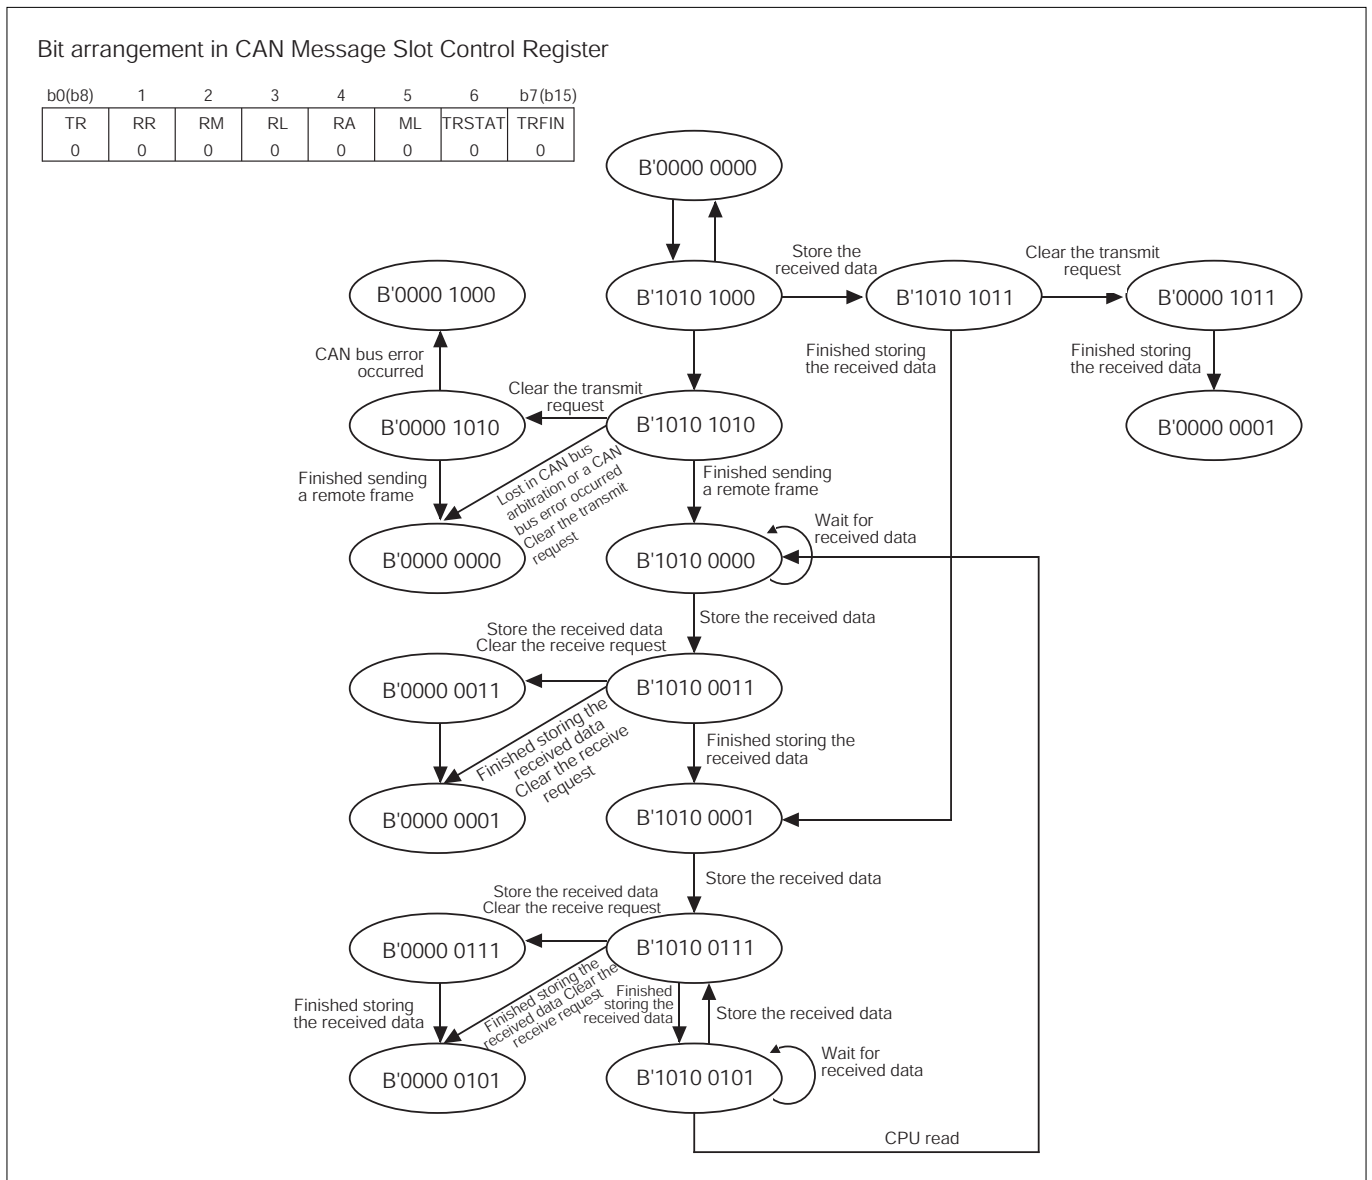 Bit arrangement in CAN Message Slot Control Register
b0(b8) 1 2 3 4 5 6 b7(b15)
TR RR RM RL RA ML TRSTAT TRFIN
0 0 0 0 0 0 0 0
B'0000 0000
Store the
received data
Clear the transmit
request
B'0000 1000
B'1010 1000
B'1010 1011
B'0000 1011
CAN bus error
occurred
Finished storing
the received data
Finished storing
the received data
Clear the transmit
request
B'0000 1010
B'1010 1010
B'0000 0001
Finished sending
a remote frame
Lost in CAN bus
arbitration or a CAN
bus error occurred
Clear the transmit
request
Finished sending
a remote frame
Wait for
received data
B'0000 0000
B'1010 0000
Store the received data
Store the received data
Clear the receive request
B'0000 0011
B'1010 0011
Finished storing the
received data
Clear the receive
request
Finished storing the
received data
B'0000 0001
B'1010 0001
Store the received data
Store the received data
Clear the receive request
B'0000 0111
B'1010 0111
Finished storing
the received data
Finished storing the
received data Clear the
receive request
Finished
storing the
received data
Store the received data
Wait for
received data
B'0000 0101
B'1010 0101
CPU read